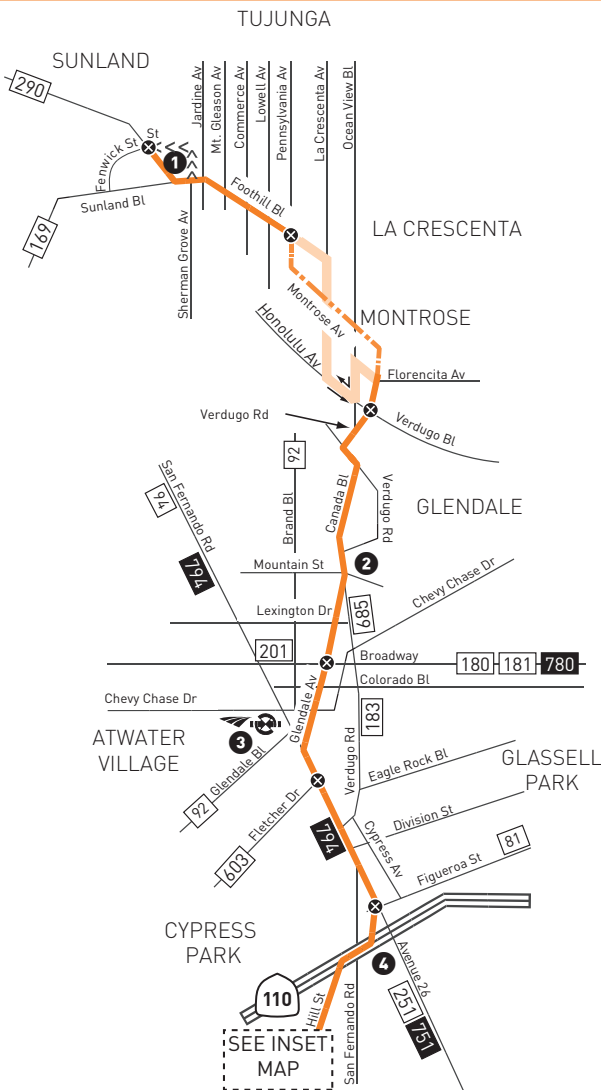 TUJUNGA
SUNLAND
290
Jardine Av
Mt. Gleason Av
Commerce Av
Lowell Av
Pennsylvania Av
La Crescenta Av
Ocean View Bl
St
Fenwick St
1
Foothill Bl
Sunland Bl
169
Sherman Grove Av
LA CRESCENTA
Montrose Av
MONTROSE
Honolulu Av
Florencita Av
Verdugo Rd
Verdugo Bl
92
San Fernando Rd
94
794
Brand Bl
Canada Bl
Verdugo Rd
GLENDALE
Mountain St
2
Chevy Chase Dr
Lexington Dr
685
201
Broadway
180
181
780
Colorado Bl
Chevy Chase Dr
Glendale Av
183
3
ATWATER
VILLAGE
Glendale Bl
92
Verdugo Rd
Eagle Rock Bl
GLASSELL
PARK
Fletcher Dr
603
794
Division St
Cypress Av
Figueroa St
81
CYPRESS
PARK
4
Avenue 26
251
751
110
Hill St
San Fernando Rd
SEE INSET
MAP